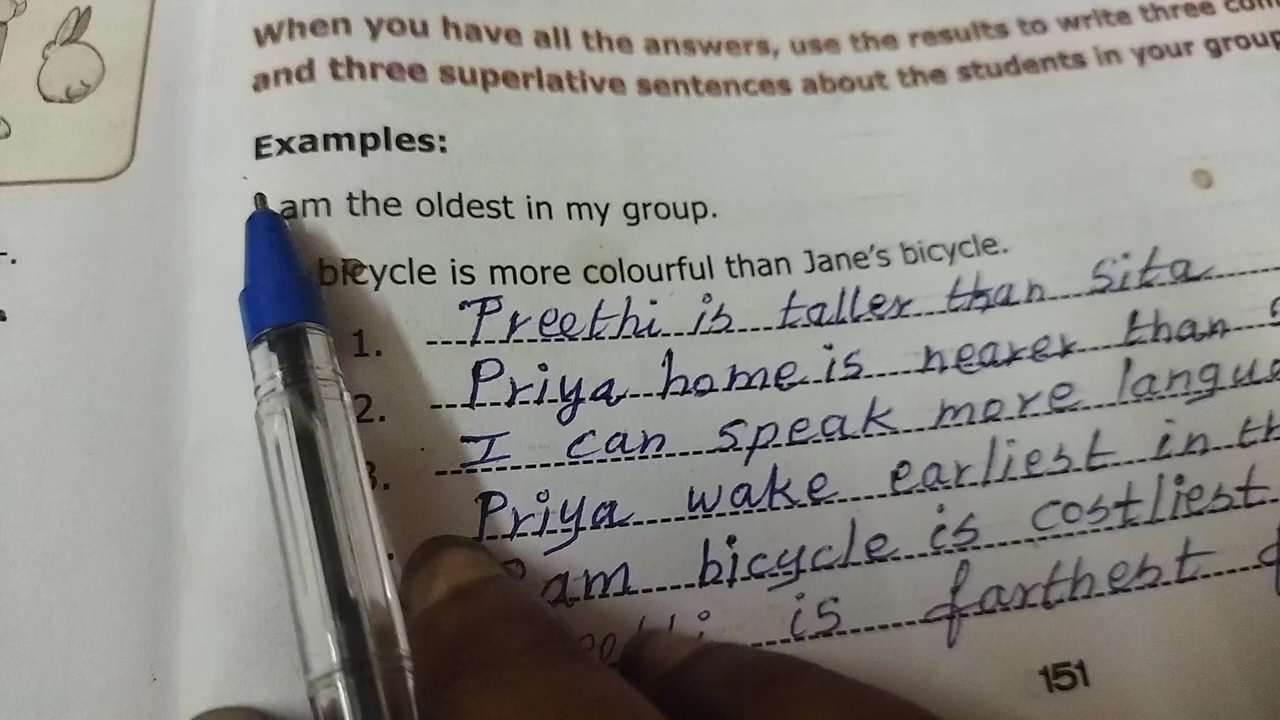 When you have all the answers, use the results to write three
and three superlative sentences about the students in your group
Examples:
am the oldest in my group.
bicycle is more colourful than Jane's bicycle.
1. Preethi is taller than Sita
2. Priya home is nearer than
3. I can speak more
Priya wake earliest in
am bicycle is costliest
is farthest
151